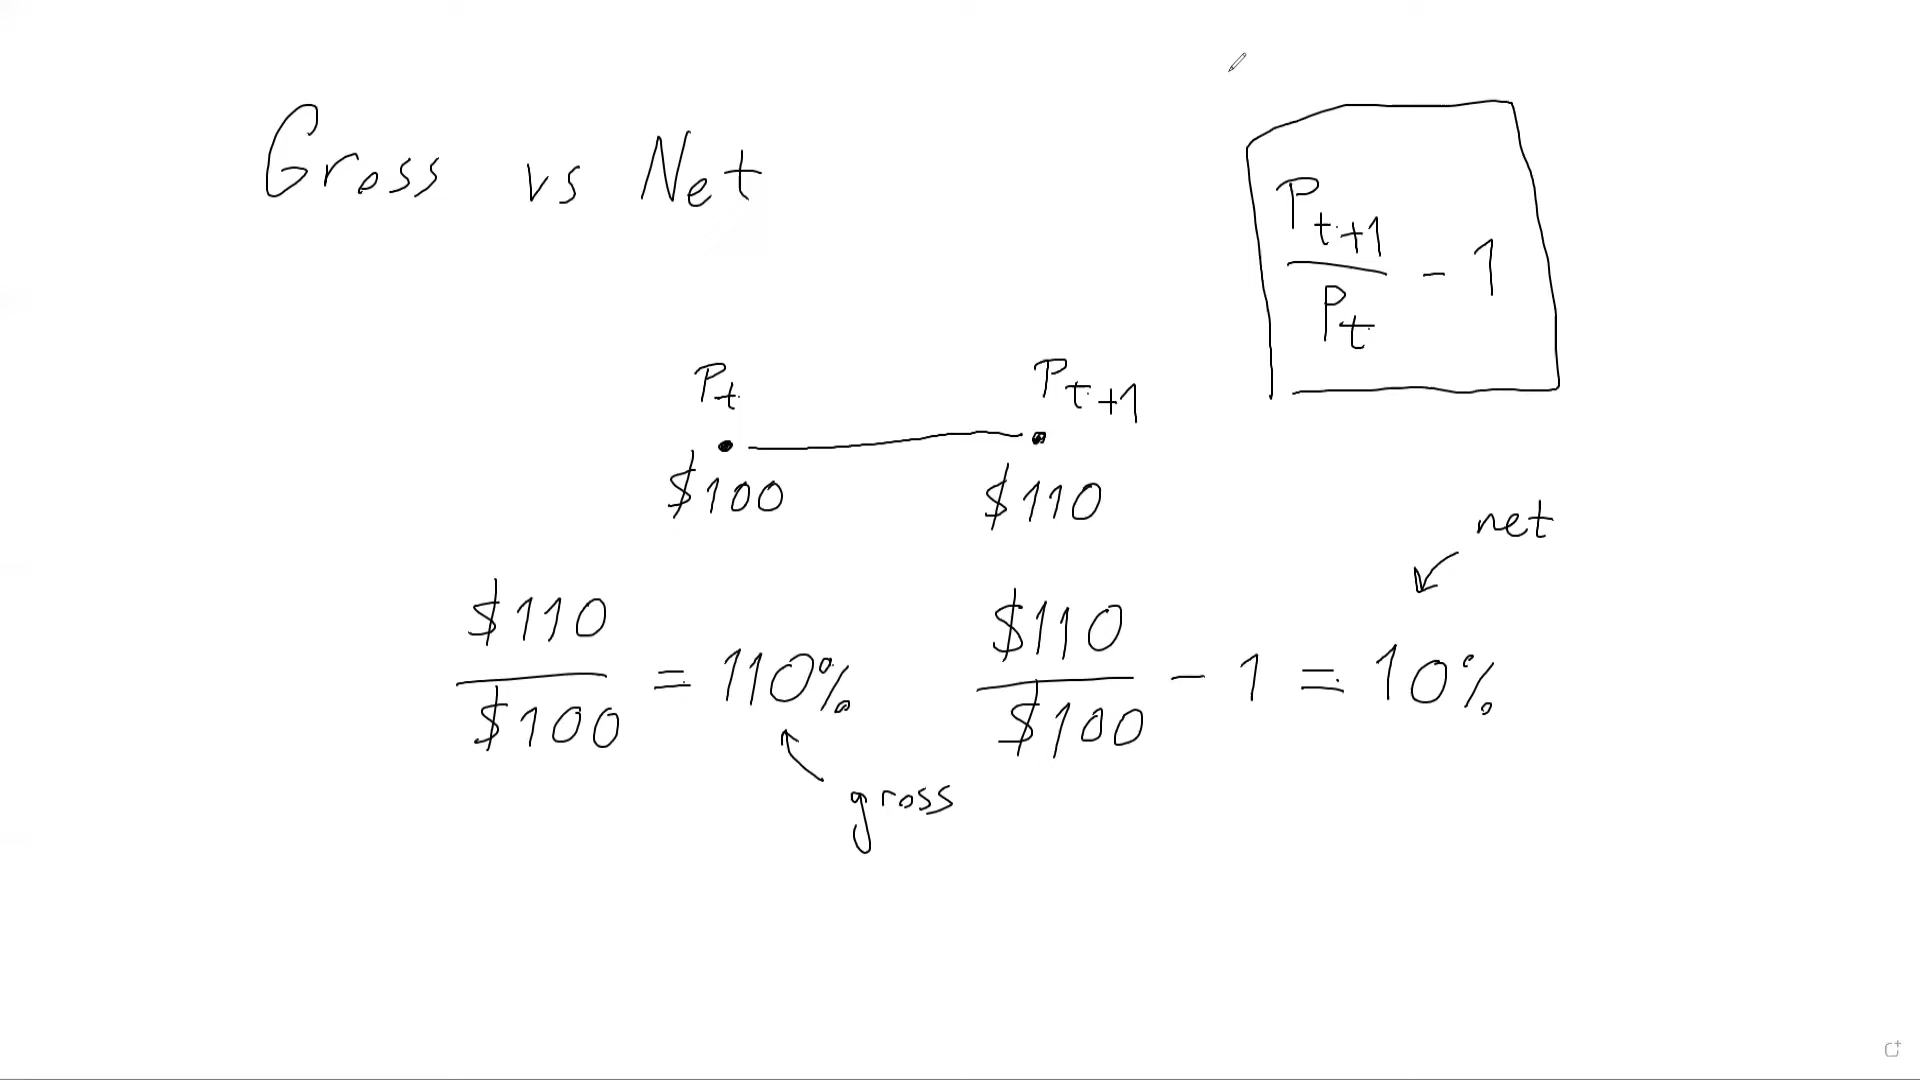 Gross vs Net
P_{t+1}
P_t
- 1
P_t
P_{t+1}
$100
$110
net
$110
$100
= 110%
$110
$100
- 1 = 10%
gross